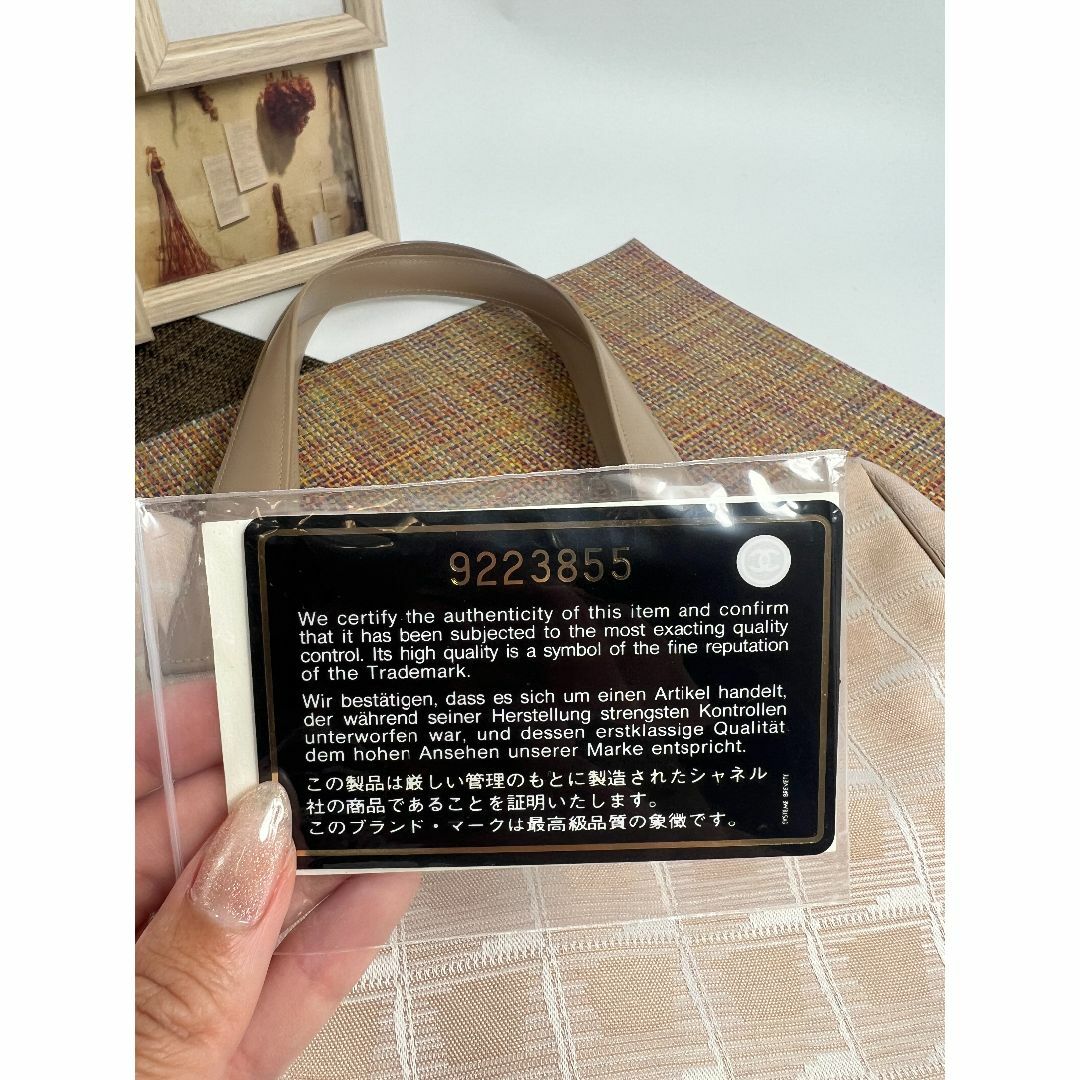 9223855
We certify the authenticity of this item and confirm
that it has been subjected to the most exacting quality
control. Its high quality is a symbol of the fine reputation
of the Trademark.
Wir bestätigen, dass es sich um einen Artikel handelt,
der während seiner Herstellung strengsten Kontrollen
unterworfen war, und dessen erstklassige Qualität
dem hohen Ansehen unserer Marke entspricht.
この製品は厳しい管理のもとに製造されたシャネル
社の商品であることを証明いたします。
このブランド・マークは最高級品質の象徴です。
SYSTEME BREVETE